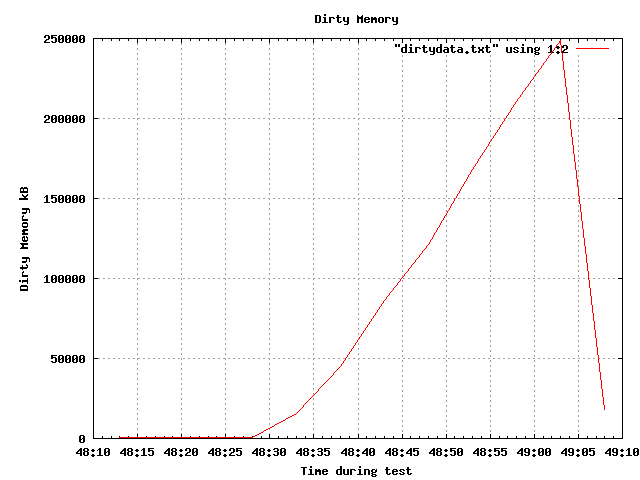 Dirty Memory
250000
"dirtydata.txt" using 1:2
200000
150000
Dirty Memory kB
100000
50000
0
48:10 48:15 48:20 48:25 48:30 48:35 48:40 48:45 48:50 48:55 49:00 49:05 49:10
Time during test